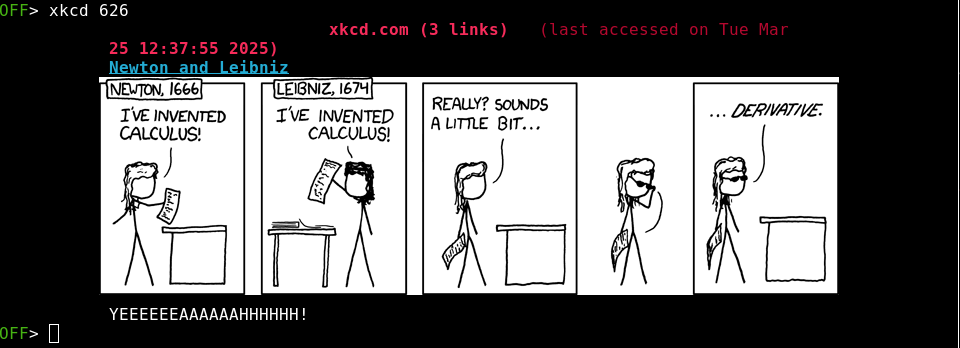 OFF> xkcd 626
xkcd.com (3 links) (last accessed on Tue Mar
25 12:37:55 2025)
Newton and Leibniz
NEWTON, 1666
I'VE INVENTED
CALCULUS!
LEIBNIZ, 1674
I'VE INVENTED
CALCULUS!
REALLY? SOUNDS
A LITTLE BIT...
... DERIVATIVE.
YEEEEEEAAAAAAHHHHHH!
OFF>